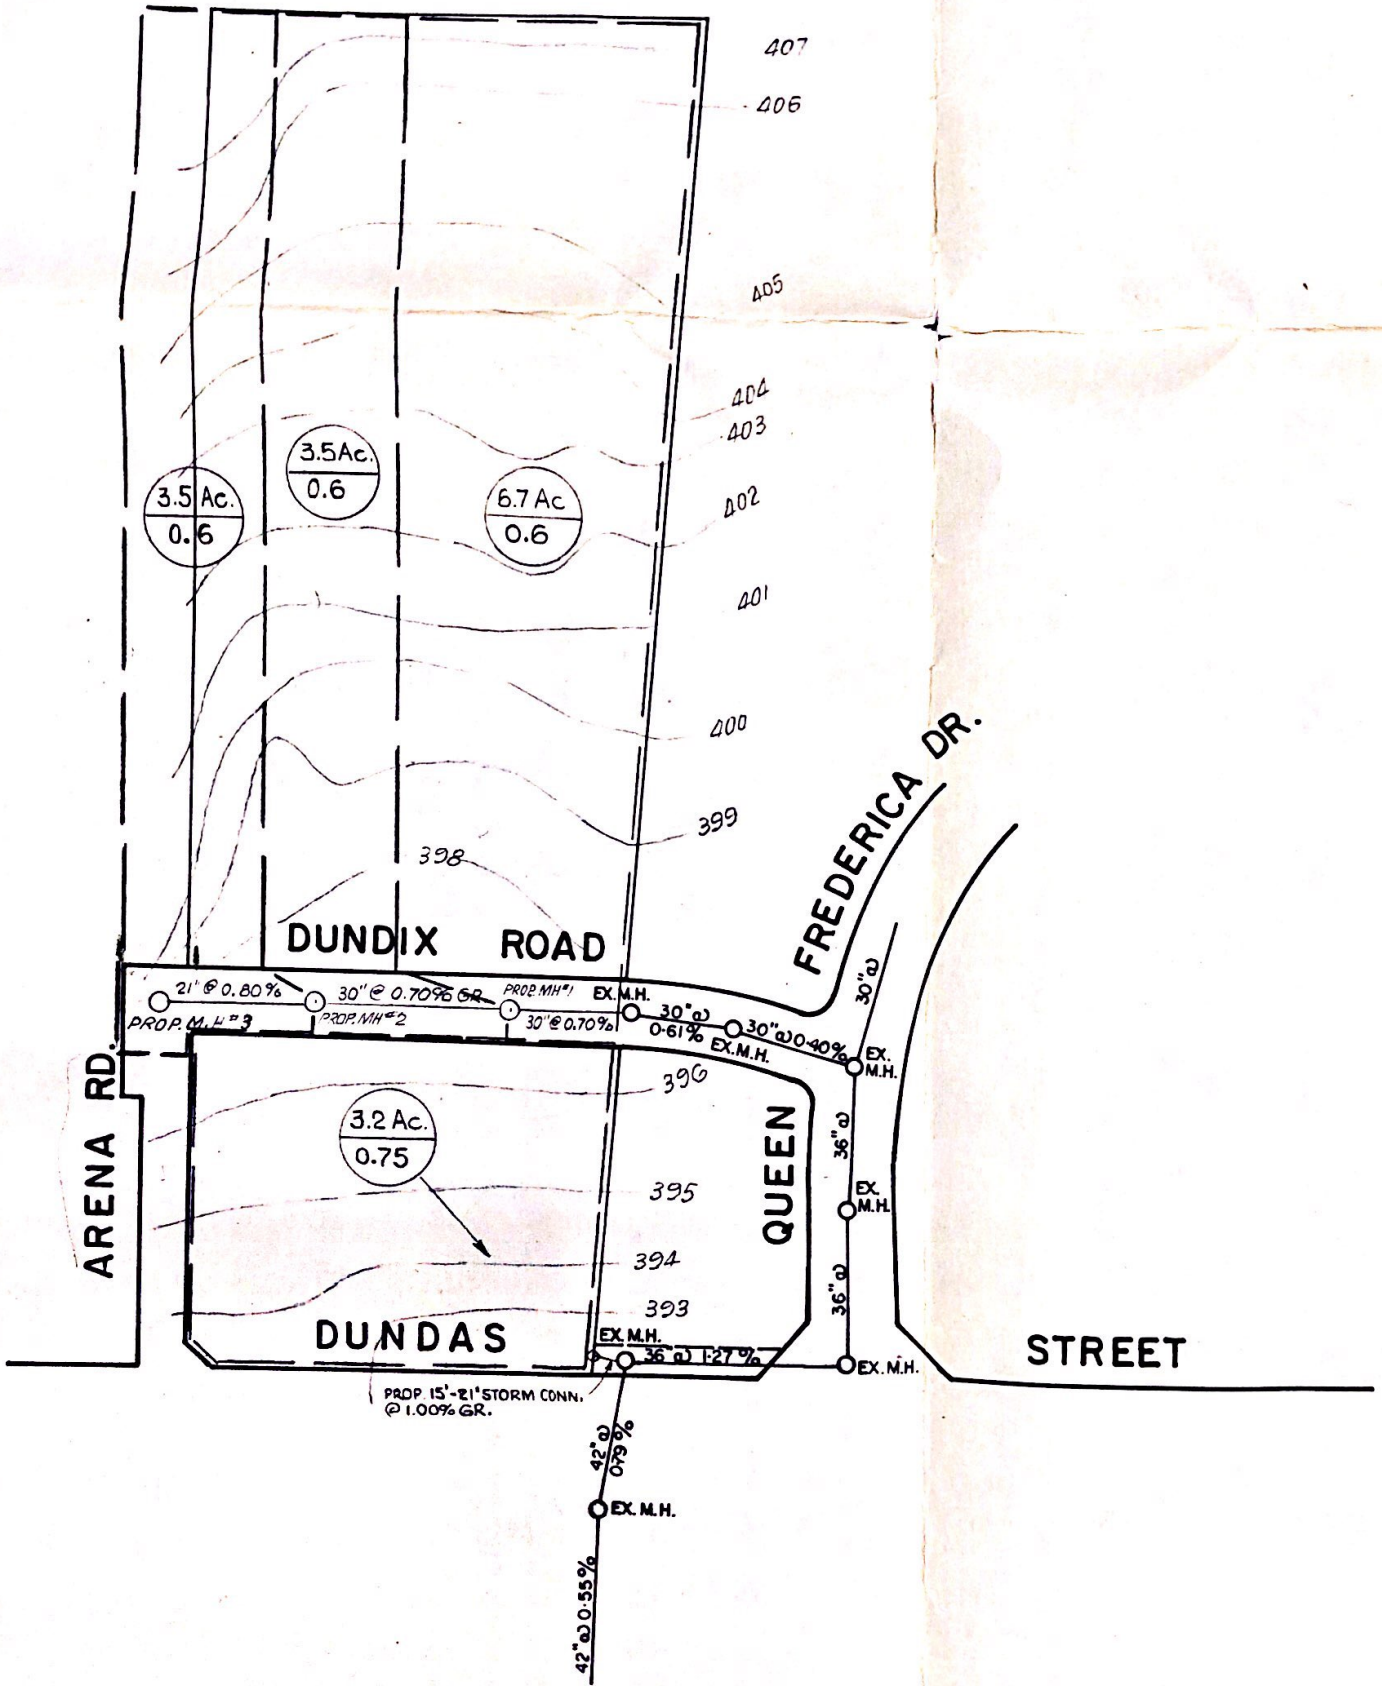 407
406
405
404
403
402
401
400
399
398
3.5 Ac.
0.6
3.5 Ac.
0.6
6.7 Ac
0.6
FREDERICA DR.
DUNDIX ROAD
21" @ 0.80%
30" @ 0.70% GR
PROP. MH#1
EX.M.H.
30" @
0.61%
30" @ 0.40%
30" @
PROP. M.H#3
PROP. MH#2
30" @ 0.70%
EX.M.H.
EX.
M.H.
ARENA RD.
396
3.2 Ac.
0.75
QUEEN
36" @
EX.
M.H.
395
394
393
36" @
DUNDAS
STREET
EX. M.H.
36" @ 1.27%
EX. M.H.
PROP. 15'-21" STORM CONN.
@ 1.00% GR.
42" @
0.79%
EX. M.H.
42" @ 0.55%